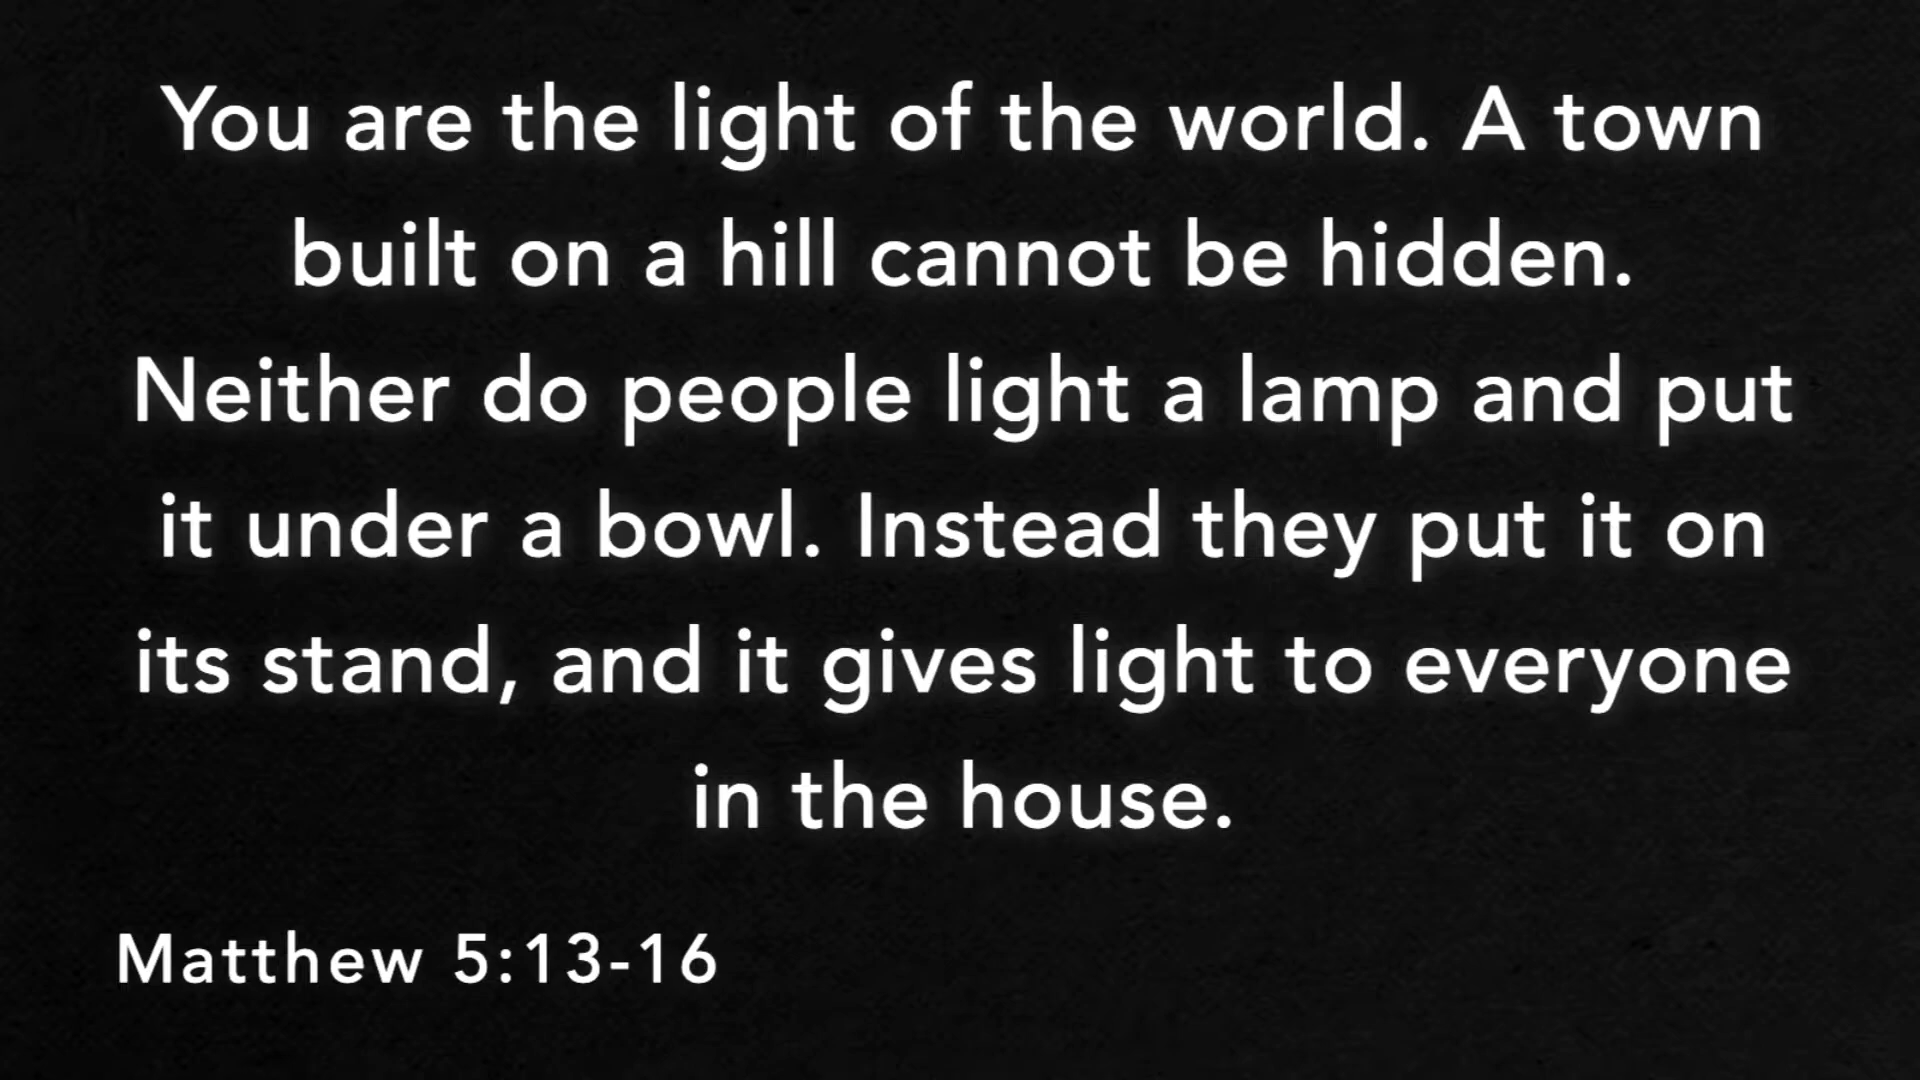 You are the light of the world. A town
built on a hill cannot be hidden.
Neither do people light a lamp and put
it under a bowl. Instead they put it on
its stand, and it gives light to everyone
in the house.
Matthew 5:13-16